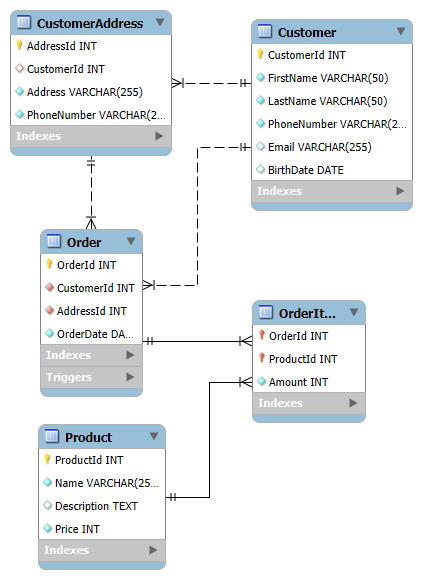 CustomerAddress
AddressId INT
CustomerId INT
Address VARCHAR(255)
PhoneNumber VARCHAR(2...
Indexes
Customer
CustomerId INT
FirstName VARCHAR(50)
LastName VARCHAR(50)
PhoneNumber VARCHAR(2...
Email VARCHAR(255)
BirthDate DATE
Indexes
Order
OrderId INT
CustomerId INT
AddressId INT
OrderDate DA...
Indexes
Triggers
OrderIt...
OrderId INT
ProductId INT
Amount INT
Indexes
Product
ProductId INT
Name VARCHAR(25...
Description TEXT
Price INT
Indexes